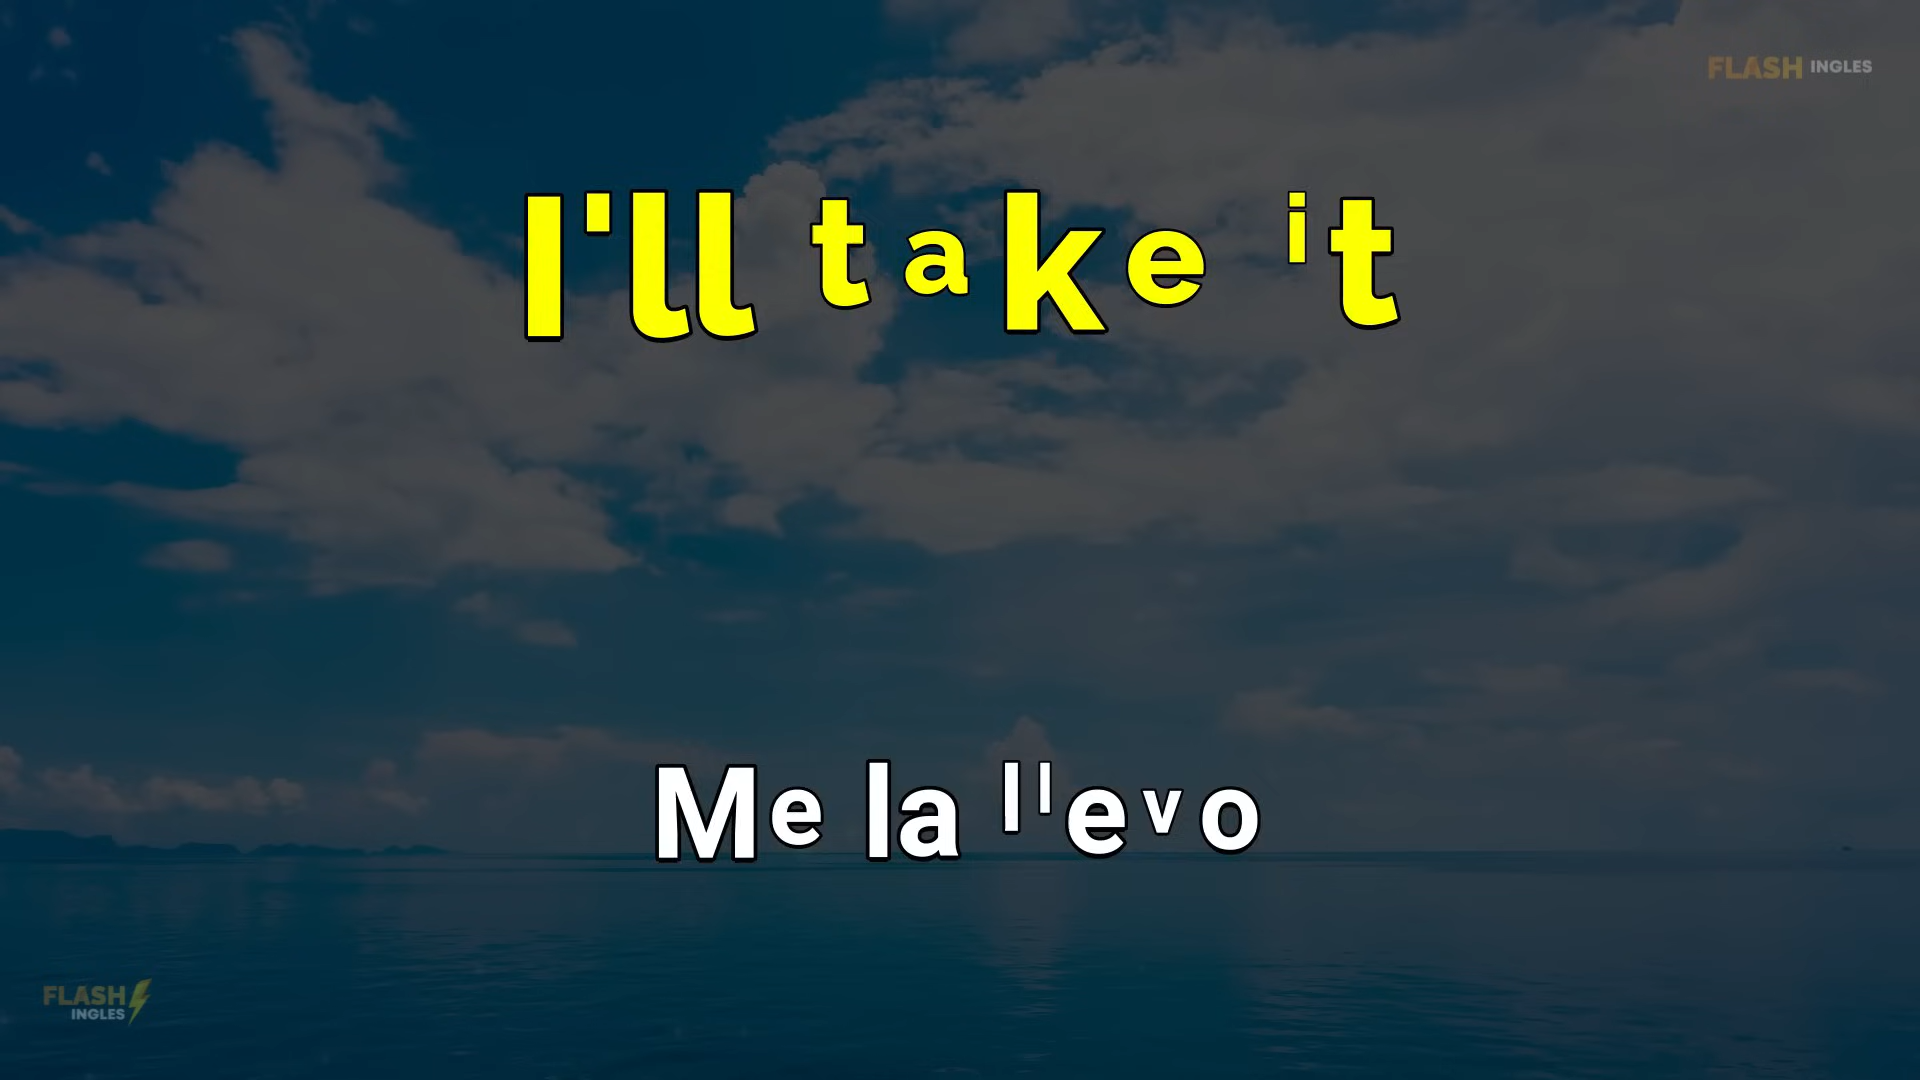 FLASH INGLES
I'll take it
Me la llevo
FLASH
INGLES